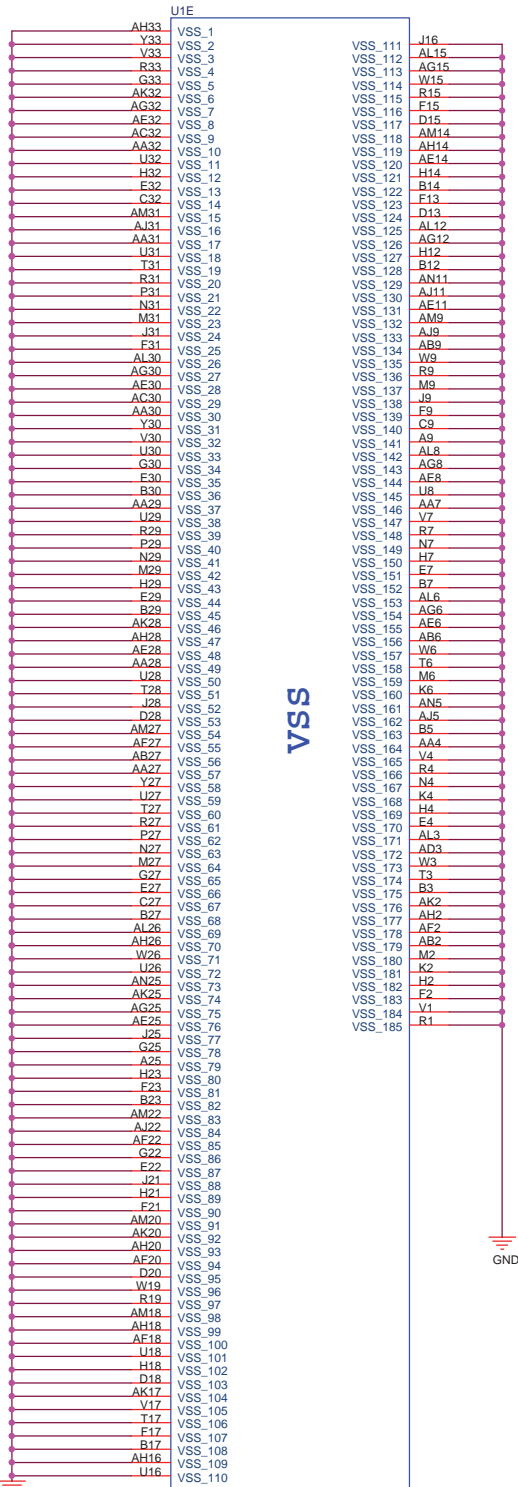 U1E
AH33 VSS_1
Y33 VSS_2
V33 VSS_3
R33 VSS_4
G33 VSS_5
AK32 VSS_6
AG32 VSS_7
AE32 VSS_8
AC32 VSS_9
AA32 VSS_10
U32 VSS_11
H32 VSS_12
E32 VSS_13
C32 VSS_14
AM31 VSS_15
AJ31 VSS_16
AA31 VSS_17
U31 VSS_18
T31 VSS_19
R31 VSS_20
P31 VSS_21
N31 VSS_22
M31 VSS_23
J31 VSS_24
F31 VSS_25
AL30 VSS_26
AG30 VSS_27
AE30 VSS_28
AC30 VSS_29
AA30 VSS_30
Y30 VSS_31
V30 VSS_32
U30 VSS_33
G30 VSS_34
E30 VSS_35
B30 VSS_36
AA29 VSS_37
U29 VSS_38
R29 VSS_39
P29 VSS_40
N29 VSS_41
M29 VSS_42
H29 VSS_43
E29 VSS_44
B29 VSS_45
AK28 VSS_46
AH28 VSS_47
AE28 VSS_48
AA28 VSS_49
U28 VSS_50
T28 VSS_51
J28 VSS_52
D28 VSS_53
AM27 VSS_54
AF27 VSS_55
AB27 VSS_56
AA27 VSS_57
Y27 VSS_58
U27 VSS_59
T27 VSS_60
R27 VSS_61
P27 VSS_62
N27 VSS_63
M27 VSS_64
G27 VSS_65
E27 VSS_66
C27 VSS_67
B27 VSS_68
AL26 VSS_69
AH26 VSS_70
W26 VSS_71
U26 VSS_72
AN25 VSS_73
AK25 VSS_74
AG25 VSS_75
AE25 VSS_76
J25 VSS_77
G25 VSS_78
A25 VSS_79
H23 VSS_80
F23 VSS_81
B23 VSS_82
AM22 VSS_83
AJ22 VSS_84
AF22 VSS_85
G22 VSS_86
E22 VSS_87
J21 VSS_88
H21 VSS_89
F21 VSS_90
AM20 VSS_91
AK20 VSS_92
AH20 VSS_93
AF20 VSS_94
D20 VSS_95
W19 VSS_96
R19 VSS_97
AM18 VSS_98
AH18 VSS_99
AF18 VSS_100
U18 VSS_101
H18 VSS_102
D18 VSS_103
AK17 VSS_104
V17 VSS_105
T17 VSS_106
F17 VSS_107
B17 VSS_108
AH16 VSS_109
U16 VSS_110
VSS
VSS_111 J16
VSS_112 AL15
VSS_113 AG15
VSS_114 W15
VSS_115 R15
VSS_116 F15
VSS_117 D15
VSS_118 AM14
VSS_119 AH14
VSS_120 AE14
VSS_121 H14
VSS_122 B14
VSS_123 F13
VSS_124 D13
VSS_125 AL12
VSS_126 AG12
VSS_127 H12
VSS_128 B12
VSS_129 AN11
VSS_130 AJ11
VSS_131 AE11
VSS_132 AM9
VSS_133 AJ9
VSS_134 AB9
VSS_135 W9
VSS_136 R9
VSS_137 M9
VSS_138 J9
VSS_139 F9
VSS_140 C9
VSS_141 A9
VSS_142 AL8
VSS_143 AG8
VSS_144 AE8
VSS_145 U8
VSS_146 AA7
VSS_147 V7
VSS_148 R7
VSS_149 N7
VSS_150 H7
VSS_151 E7
VSS_152 B7
VSS_153 AL6
VSS_154 AG6
VSS_155 AE6
VSS_156 AB6
VSS_157 W6
VSS_158 T6
VSS_159 M6
VSS_160 K6
VSS_161 AN5
VSS_162 AJ5
VSS_163 B5
VSS_164 AA4
VSS_165 V4
VSS_166 R4
VSS_167 N4
VSS_168 K4
VSS_169 H4
VSS_170 E4
VSS_171 AL3
VSS_172 AD3
VSS_173 W3
VSS_174 T3
VSS_175 B3
VSS_176 AK2
VSS_177 AH2
VSS_178 AF2
VSS_179 AB2
VSS_180 M2
VSS_181 K2
VSS_182 H2
VSS_183 F2
VSS_184 V1
VSS_185 R1
GND